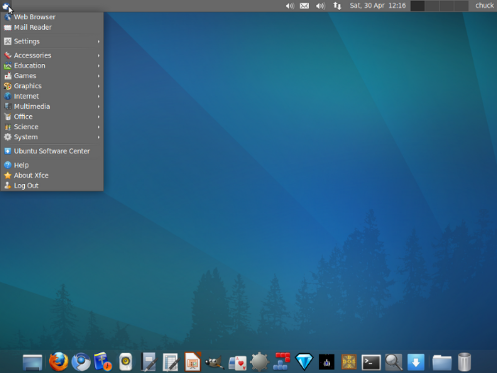 Sat, 30 Apr 12:16
chuck
Web Browser
Mail Reader
Settings
Accessories
Education
Games
Graphics
Internet
Multimedia
Office
Science
System
Ubuntu Software Center
Help
About Xfce
Log Out